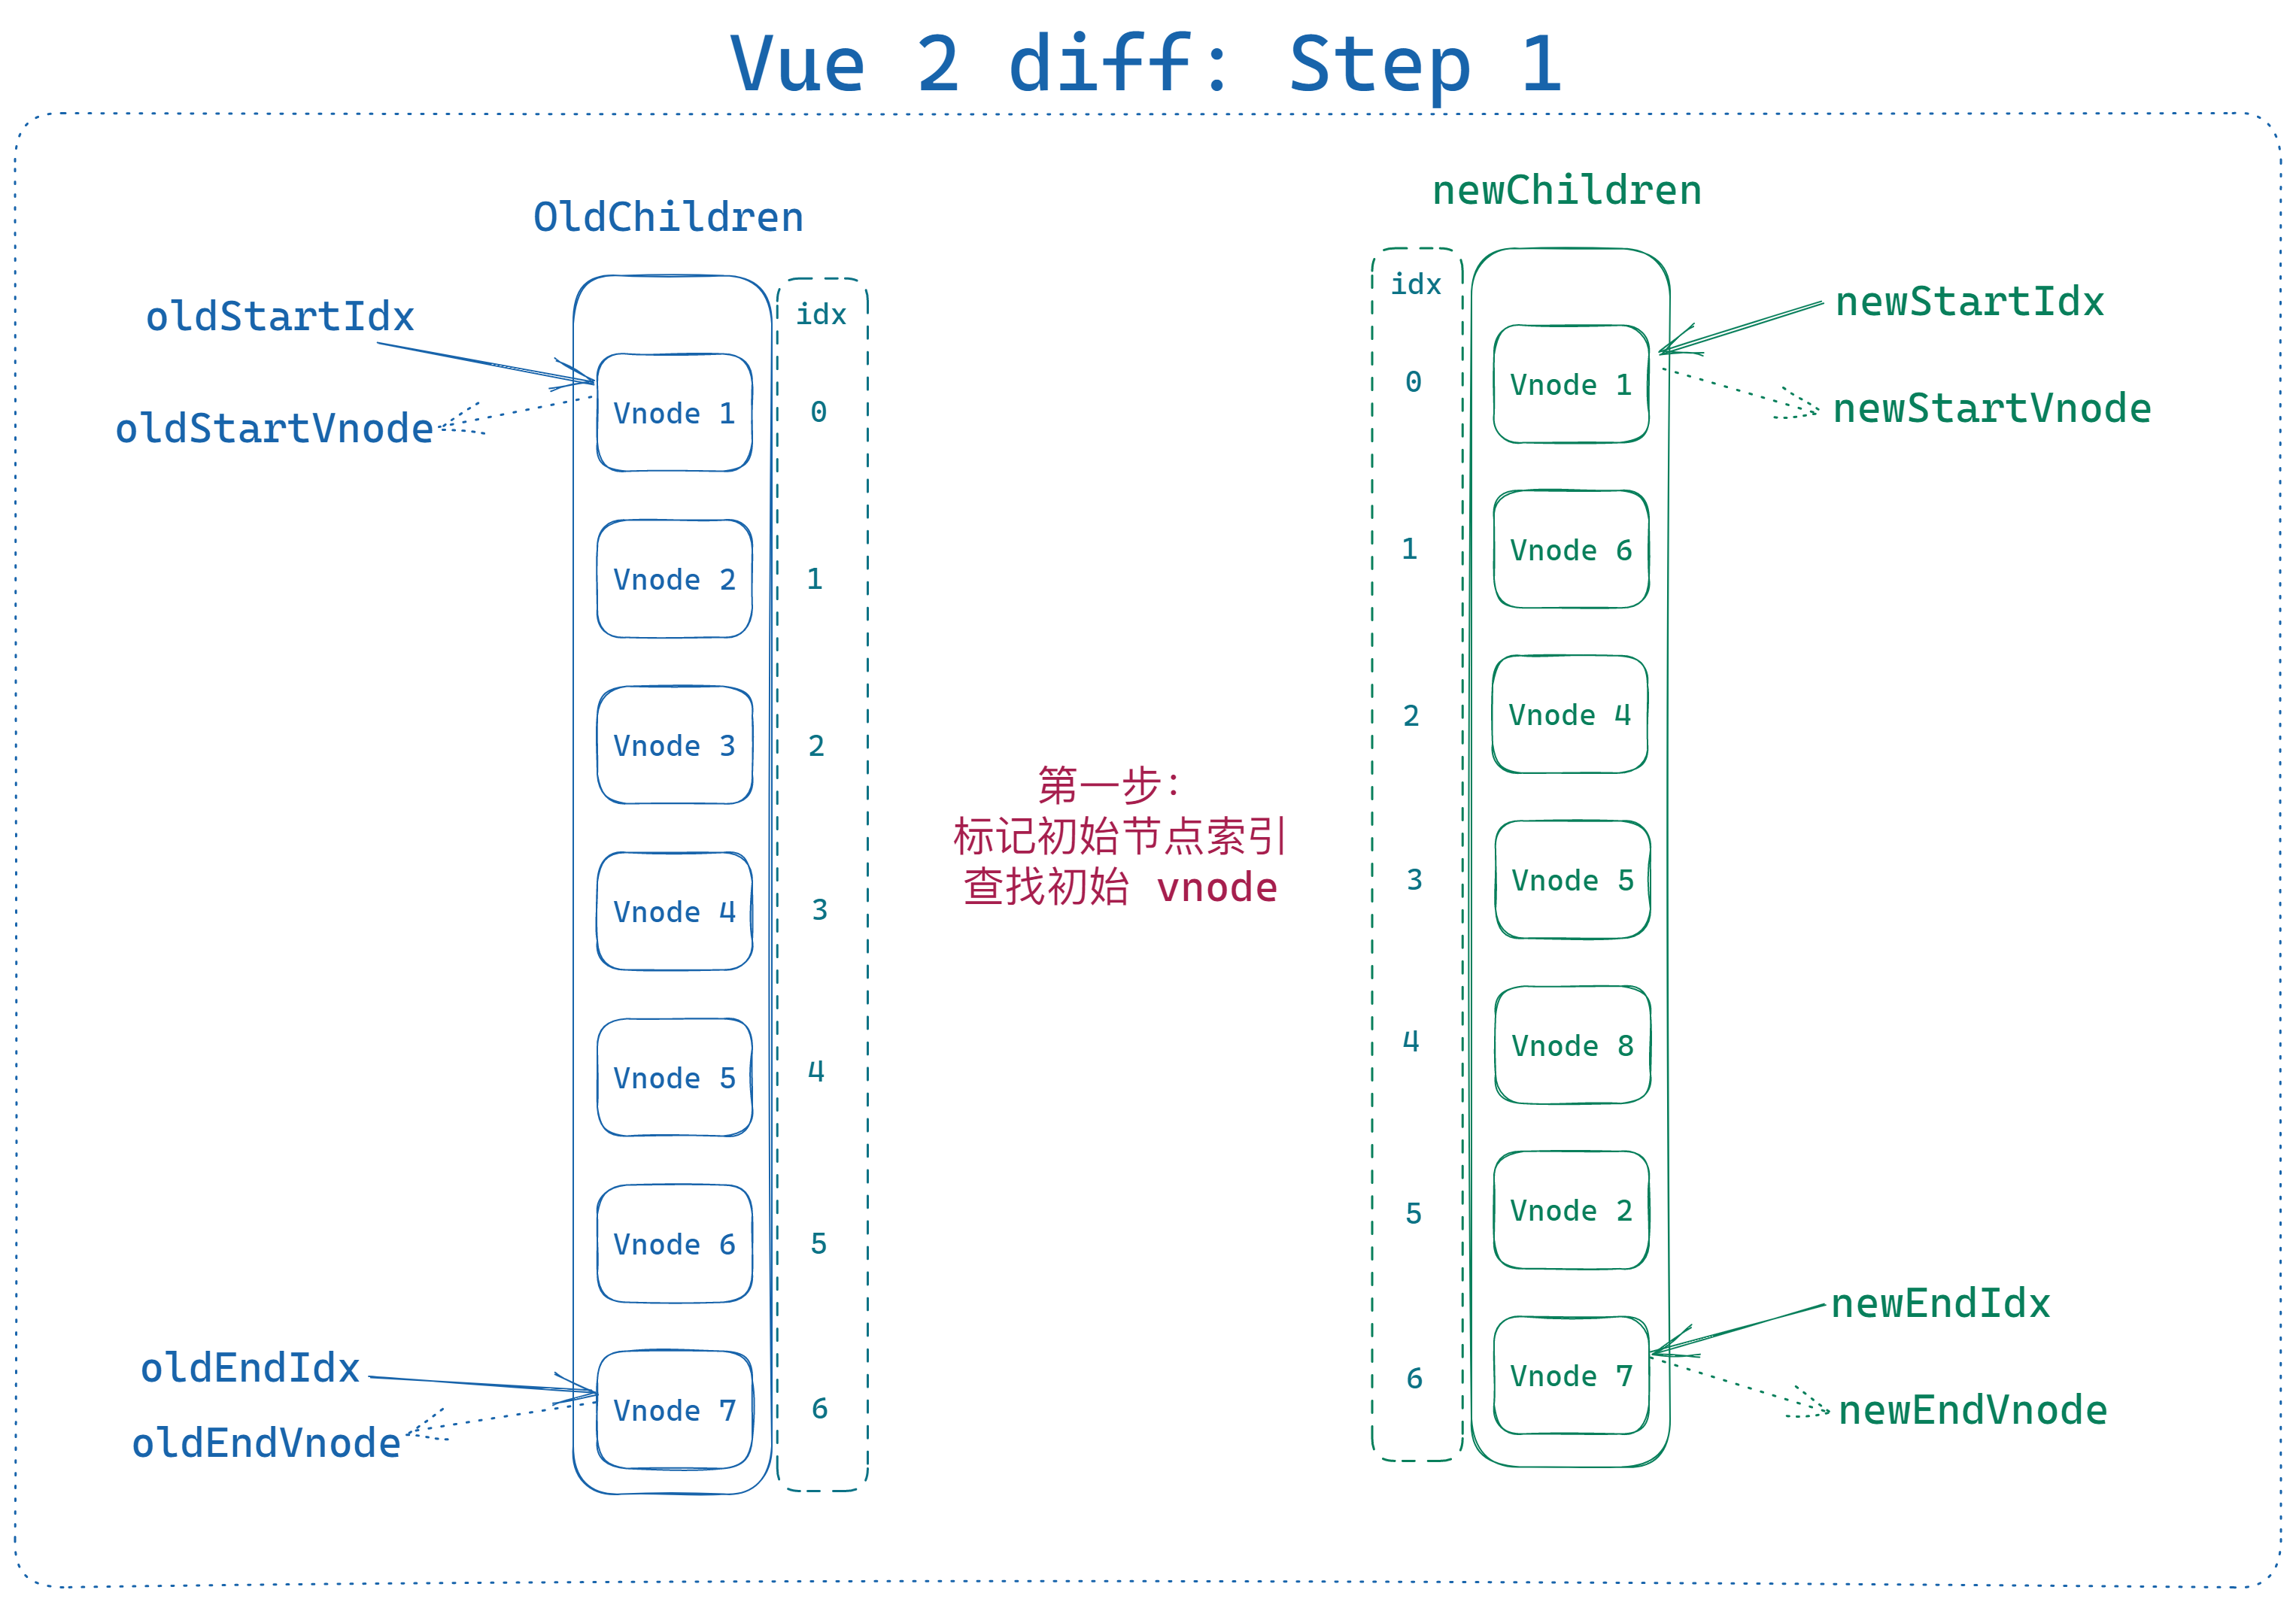 Vue 2 diff: Step 1
OldChildren
oldStartIdx
oldStartVnode
idx
Vnode 1
0
Vnode 2
1
Vnode 3
2
Vnode 4
3
Vnode 5
4
Vnode 6
5
Vnode 7
6
oldEndIdx
oldEndVnode
第一步：
标记初始节点索引
查找初始 vnode
newChildren
idx
0
Vnode 1
1
Vnode 6
2
Vnode 4
3
Vnode 5
4
Vnode 8
5
Vnode 2
6
Vnode 7
newStartIdx
newStartVnode
newEndIdx
newEndVnode